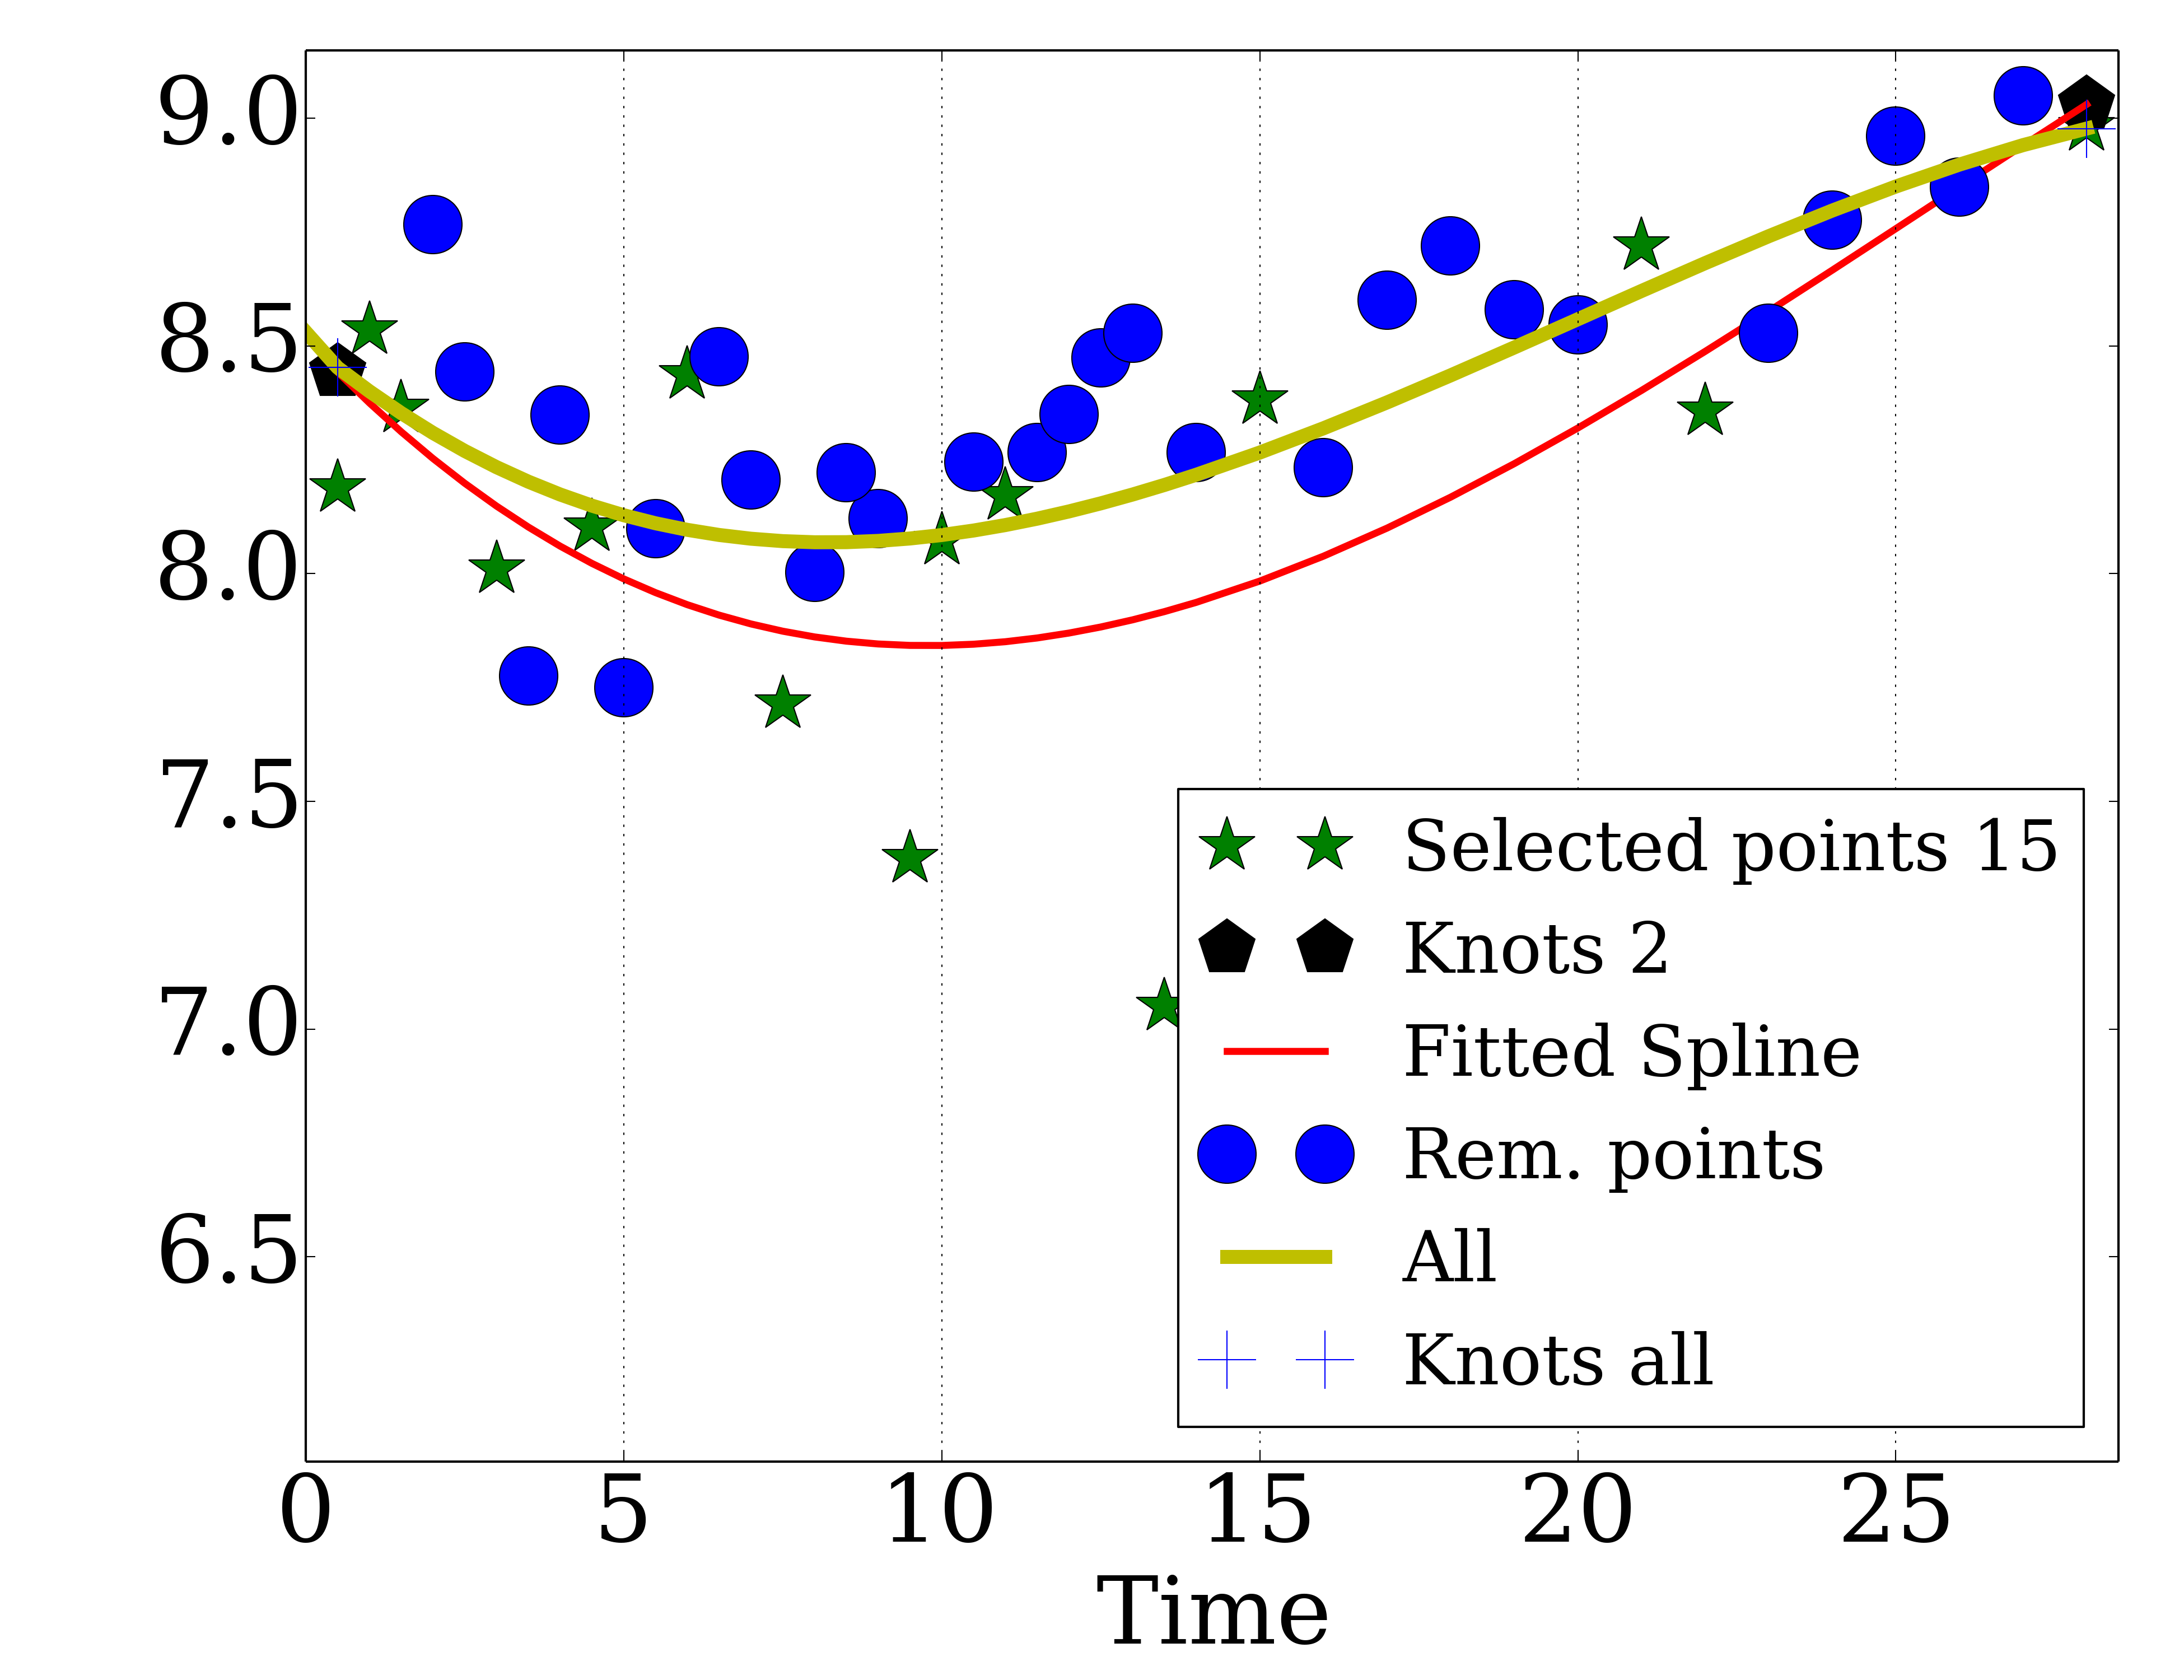 9.0
8.5
8.0
7.5
7.0
6.5
Selected points 15
Knots 2
Fitted Spline
Rem. points
All
Knots all
0 5 10 15 20 25
Time